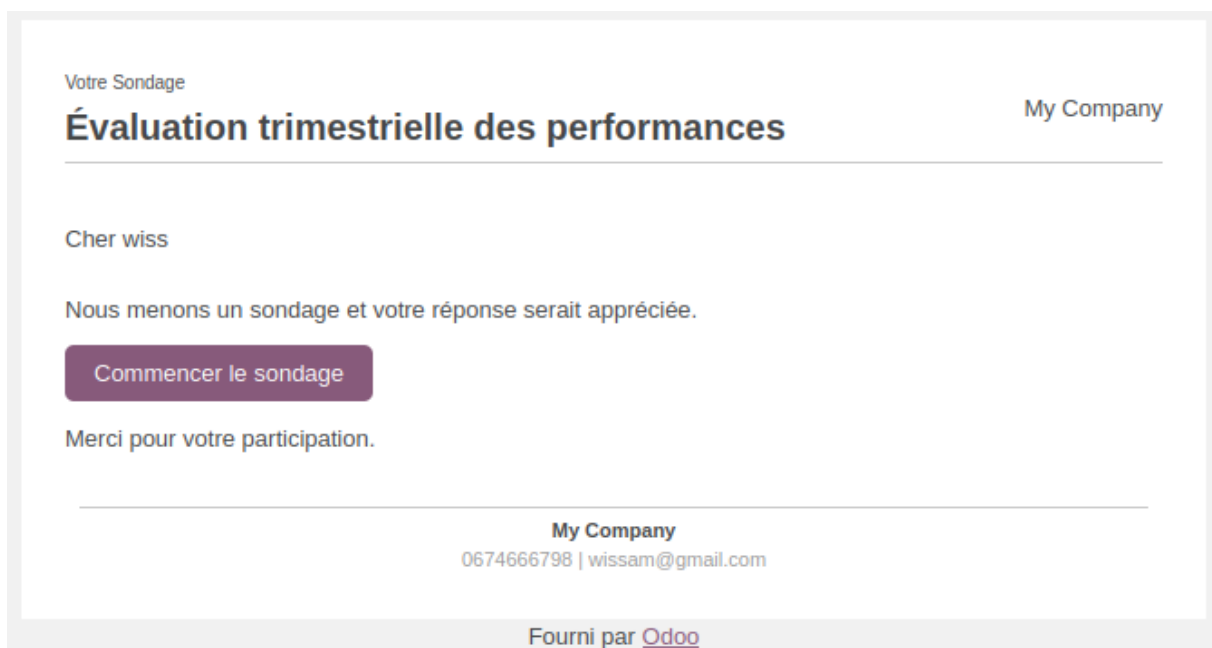 Votre Sondage
Évaluation trimestrielle des performances
My Company
Cher wiss
Nous menons un sondage et votre réponse serait appréciée.
Commencer le sondage
Merci pour votre participation.
My Company
0674666798 | wissam@gmail.com
Fourni par Odoo